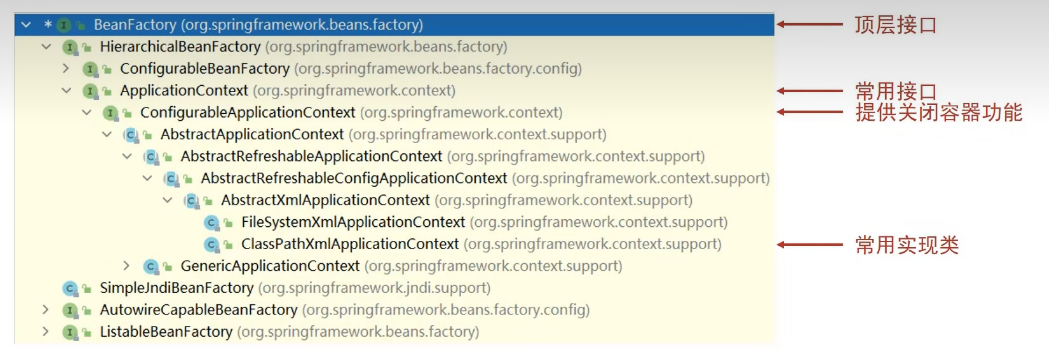 * BeanFactory (org.springframework.beans.factory) 顶层接口
HierarchicalBeanFactory (org.springframework.beans.factory)
ConfigurableBeanFactory (org.springframework.beans.factory.config)
ApplicationContext (org.springframework.context) 常用接口
ConfigurableApplicationContext (org.springframework.context) 提供关闭容器功能
AbstractApplicationContext (org.springframework.context.support)
AbstractRefreshableApplicationContext (org.springframework.context.support)
AbstractRefreshableConfigApplicationContext (org.springframework.context.support)
AbstractXmlApplicationContext (org.springframework.context.support)
FileSystemXmlApplicationContext (org.springframework.context.support)
ClassPathXmlApplicationContext (org.springframework.context.support) 常用实现类
GenericApplicationContext (org.springframework.context.support)
SimpleJndiBeanFactory (org.springframework.jndi.support)
AutowireCapableBeanFactory (org.springframework.beans.factory.config)
ListableBeanFactory (org.springframework.beans.factory)